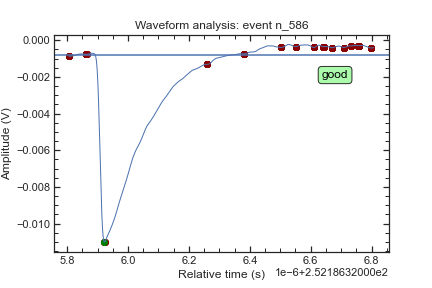 Waveform analysis: event n_586
0.000
−0.002
−0.004
−0.006
−0.008
−0.010
Amplitude (V)
good
5.8 6.0 6.2 6.4 6.6 6.8
1e−6+2.5218632000e2
Relative time (s)